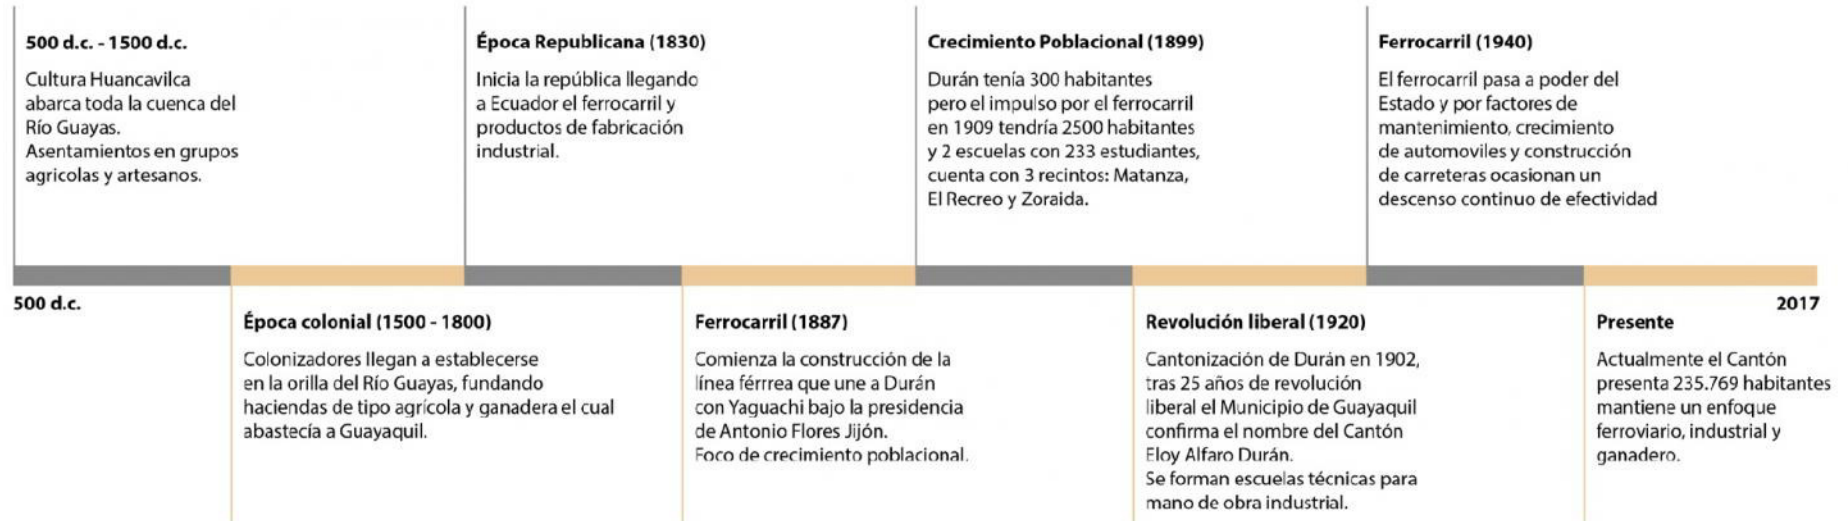 500 d.c. - 1500 d.c.
Cultura Huancavilca
abarca toda la cuenca del
Río Guayas.
Asentamientos en grupos
agricolas y artesanos.
Época Republicana (1830)
Inicia la república llegando
a Ecuador el ferrocarril y
productos de fabricación
industrial.
Crecimiento Poblacional (1899)
Durán tenía 300 habitantes
pero el impulso por el ferrocarril
en 1909 tendría 2500 habitantes
y 2 escuelas con 233 estudiantes,
cuenta con 3 recintos: Matanza,
El Recreo y Zoraida.
Ferrocarril (1940)
El ferrocarril pasa a poder del
Estado y por factores de
mantenimiento, crecimiento
de automoviles y construcción
de carreteras ocasionan un
descenso continuo de efectividad
500 d.c.
2017
Época colonial (1500 - 1800)
Colonizadores llegan a establecerse
en la orilla del Río Guayas, fundando
haciendas de tipo agrícola y ganadera el cual
abastecía a Guayaquil.
Ferrocarril (1887)
Comienza la construcción de la
línea férrrea que une a Durán
con Yaguachi bajo la presidencia
de Antonio Flores Jijón.
Foco de crecimiento poblacional.
Revolución liberal (1920)
Cantonización de Durán en 1902,
tras 25 años de revolución
liberal el Municipio de Guayaquil
confirma el nombre del Cantón
Eloy Alfaro Durán.
Se forman escuelas técnicas para
mano de obra industrial.
Presente
Actualmente el Cantón
presenta 235.769 habitantes
mantiene un enfoque
ferroviario, industrial y
ganadero.